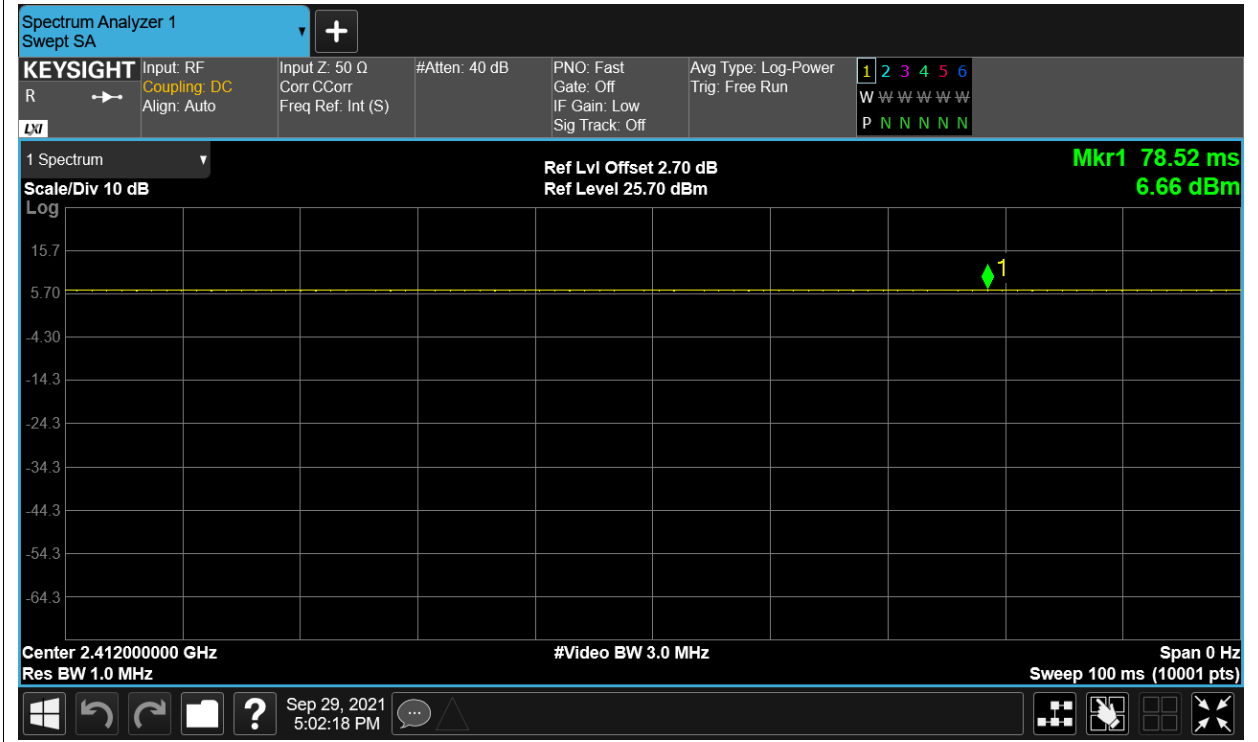 Spectrum Analyzer 1
Swept SA
KEYSIGHT
R
LXI
Input: RF
Coupling: DC
Align: Auto
Input Z: 50 Ω
Corr CCorr
Freq Ref: Int (S)
#Atten: 40 dB
PNO: Fast
Gate: Off
IF Gain: Low
Sig Track: Off
Avg Type: Log-Power
Trig: Free Run
1 2 3 4 5 6
W W W W W W
P N N N N N
1 Spectrum
Scale/Div 10 dB
Log
Ref Lvl Offset 2.70 dB
Ref Level 25.70 dBm
Mkr1 78.52 ms
6.66 dBm
15.7
1
5.70
-4.30
-14.3
-24.3
-34.3
-44.3
-54.3
-64.3
Center 2.412000000 GHz
#Video BW 3.0 MHz
Span 0 Hz
Res BW 1.0 MHz
Sweep 100 ms (10001 pts)
?
Sep 29, 2021
5:02:18 PM